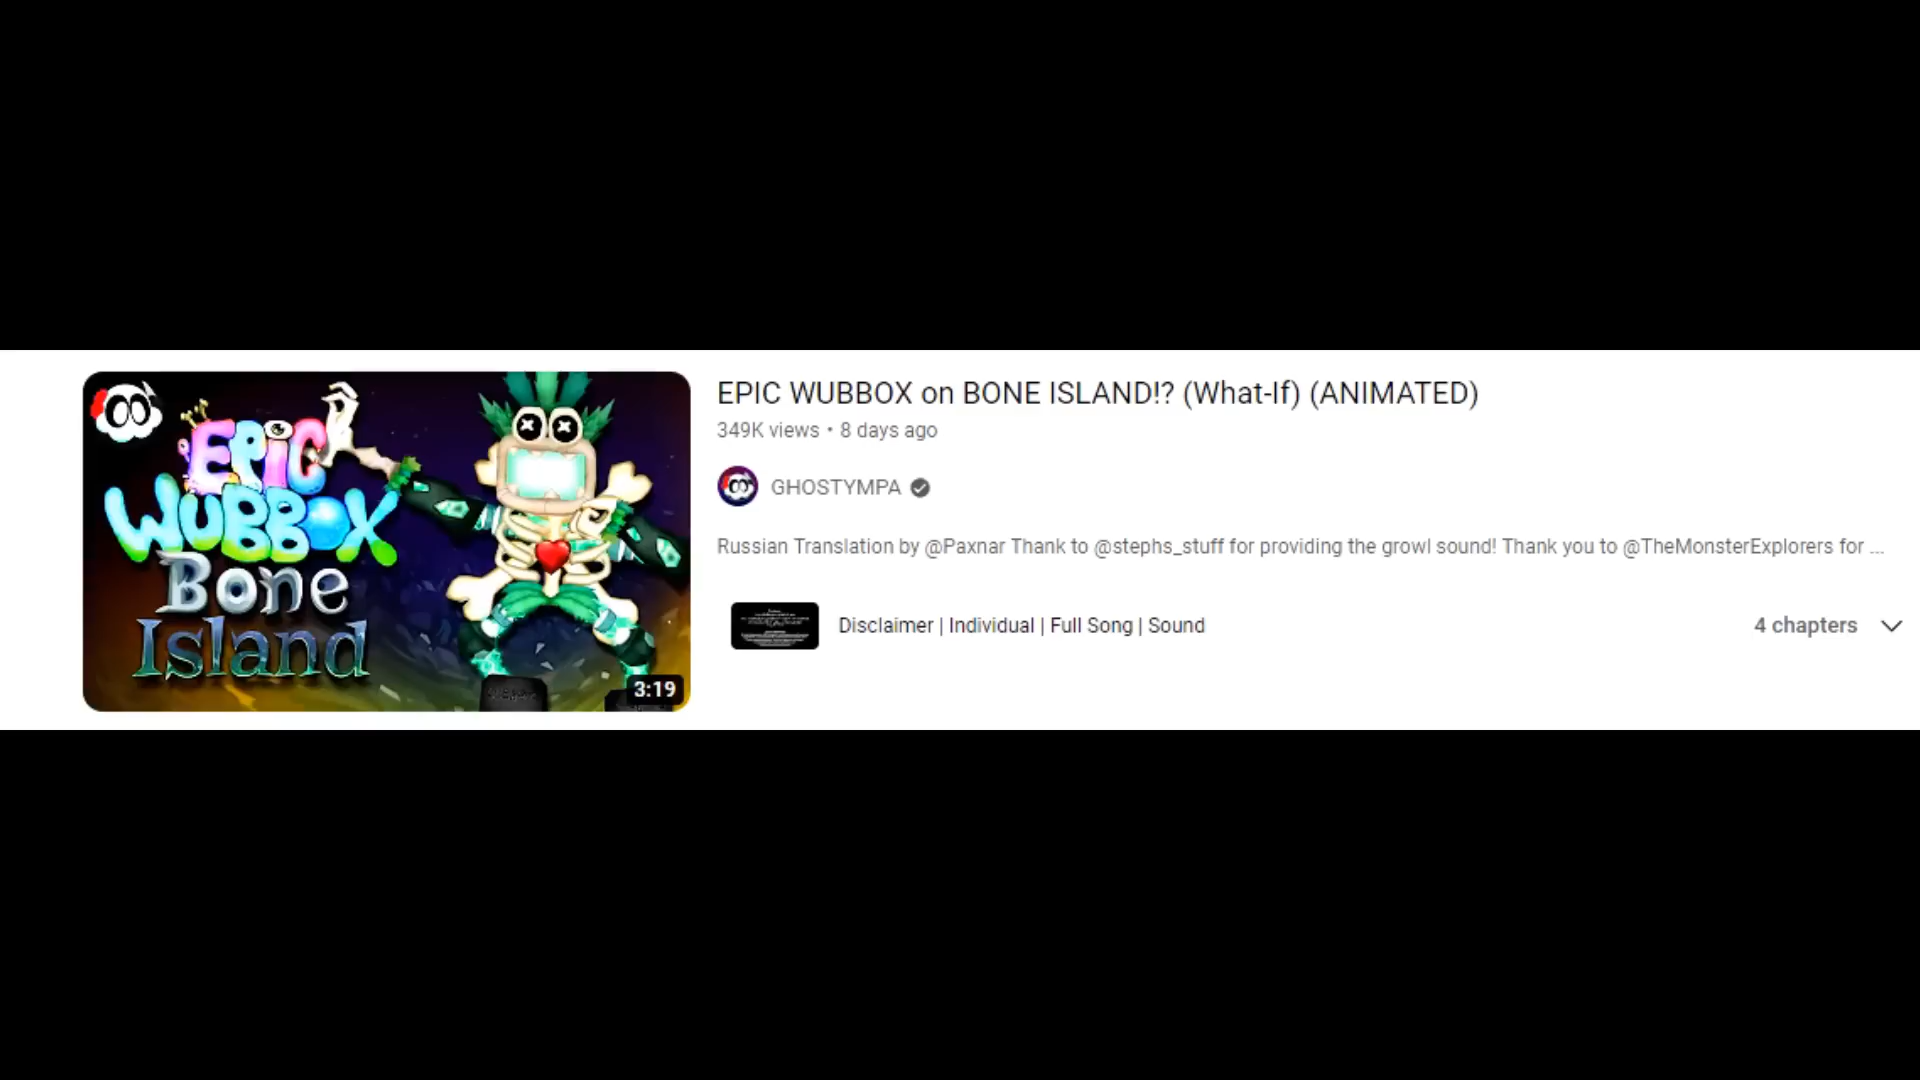 EPIC
WUBBOX
Bone
Island
3:19
EPIC WUBBOX on BONE ISLAND!? (What-If) (ANIMATED)
349K views • 8 days ago
GHOSTYMPA
Russian Translation by @Paxnar Thank to @stephs_stuff for providing the growl sound! Thank you to @TheMonsterExplorers for ...
Disclaimer | Individual | Full Song | Sound
4 chapters